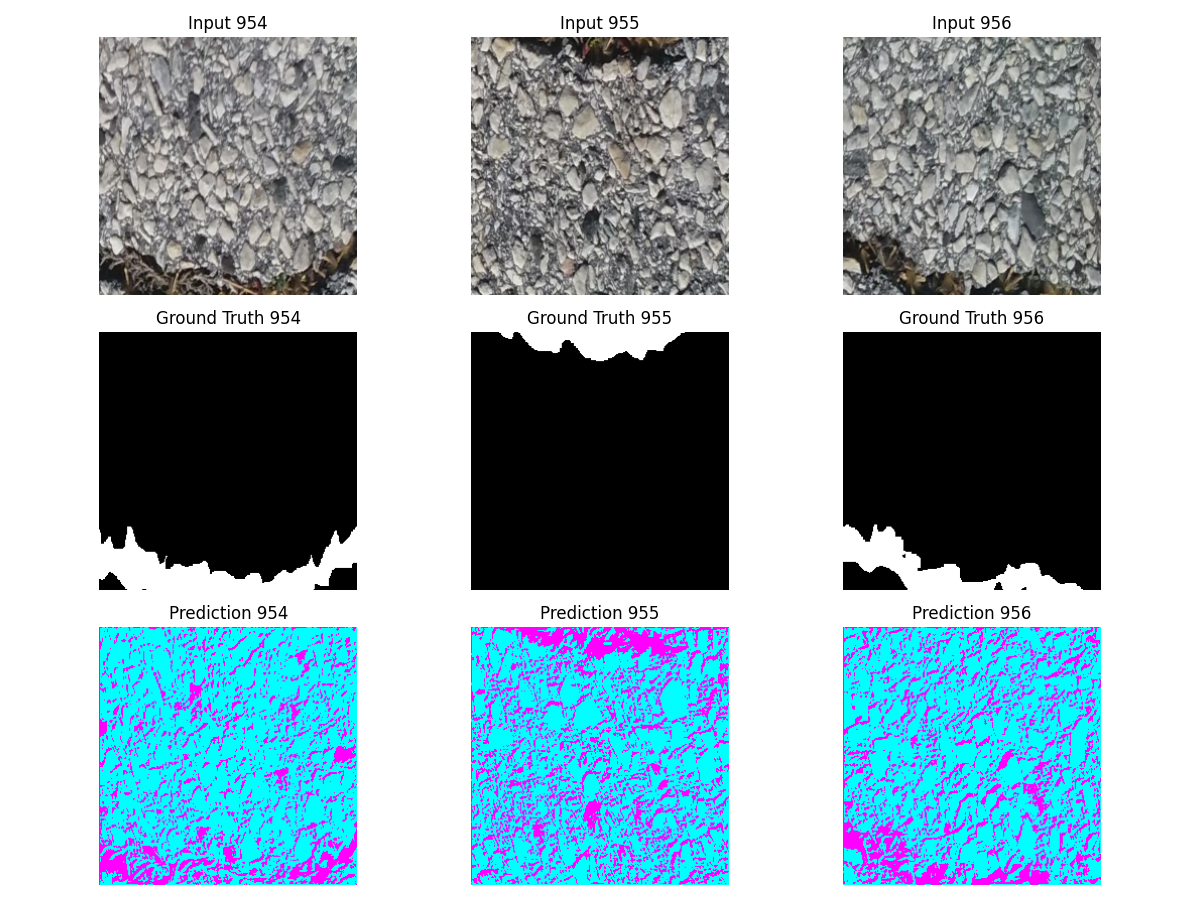 Input 954
Input 955
Input 956
Ground Truth 954
Ground Truth 955
Ground Truth 956
Prediction 954
Prediction 955
Prediction 956